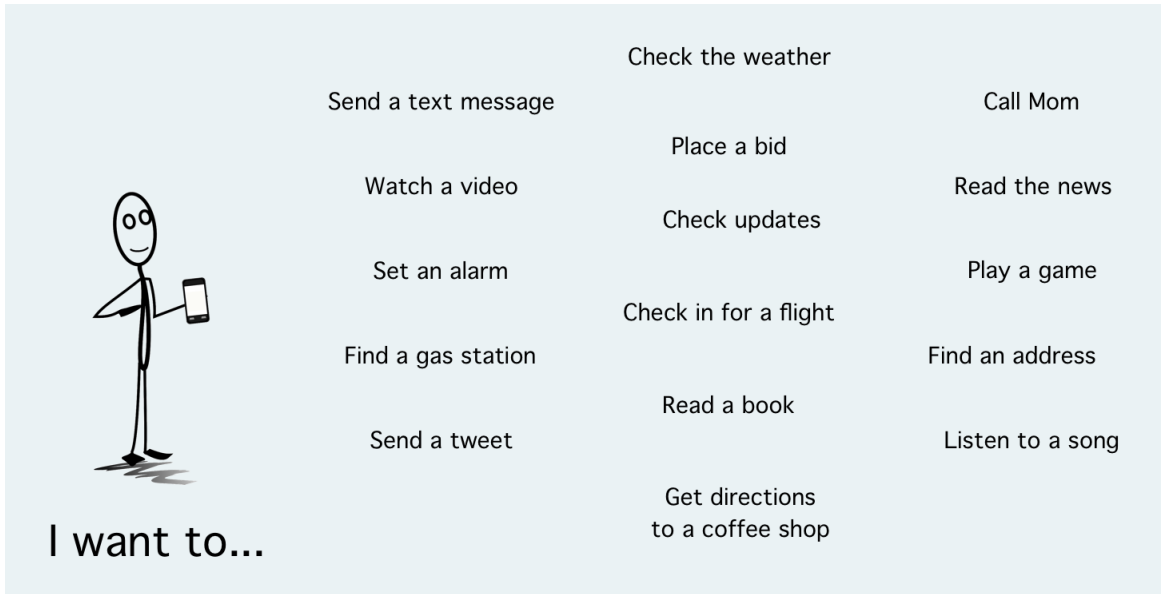 Check the weather
Send a text message
Call Mom
Place a bid
Watch a video
Read the news
Check updates
Set an alarm
Play a game
Check in for a flight
Find a gas station
Find an address
Read a book
Send a tweet
Listen to a song
Get directions
to a coffee shop
I want to...